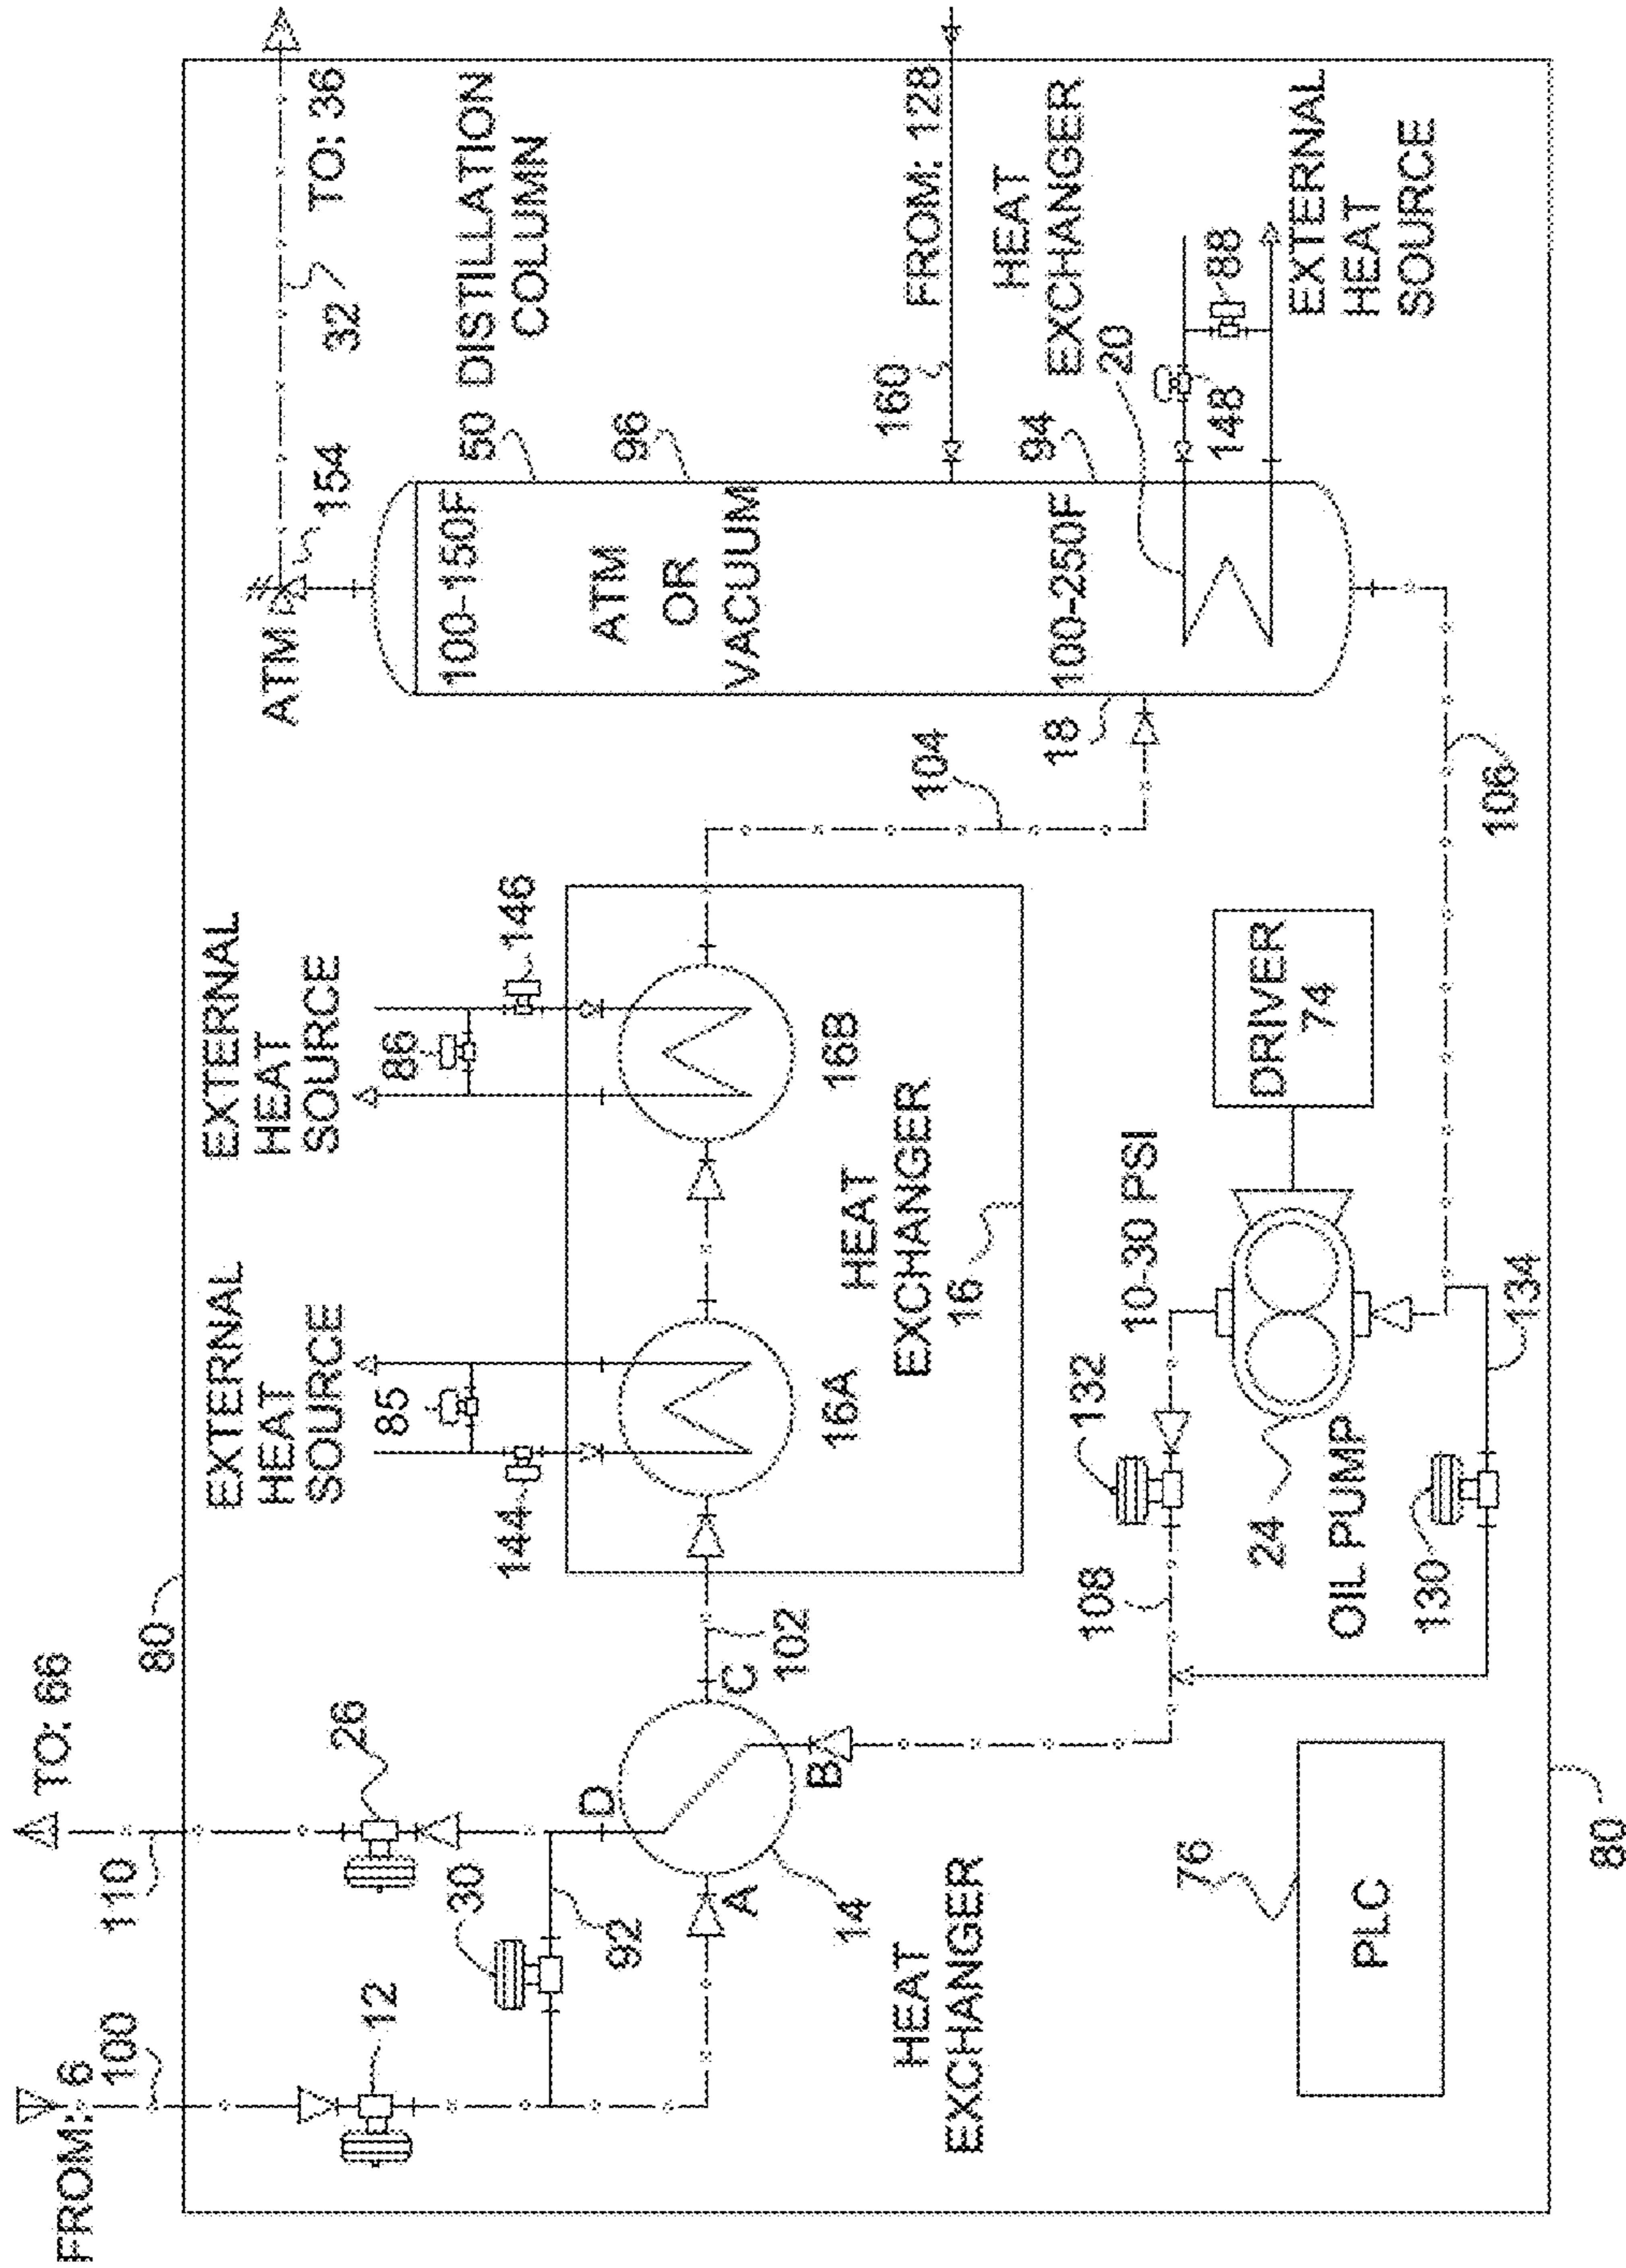 FROM: 6
100
TO: 66
110
80
12
26
30
92
D
A
C
B
14
102
HEAT
EXCHANGER
EXTERNAL
HEAT
SOURCE
85
144
16A
EXTERNAL
HEAT
SOURCE
86
146
16B
HEAT
EXCHANGER
16
104
ATM
154
32
TO: 36
50 DISTILLATION
COLUMN
96
100-150F
ATM
OR
VACUUM
100-250F
18
94
160
FROM: 128
HEAT
EXCHANGER
20
148
88
EXTERNAL
HEAT
SOURCE
106
DRIVER
74
10-30 PSI
132
108
24
OIL PUMP
130
134
76
PLC
80